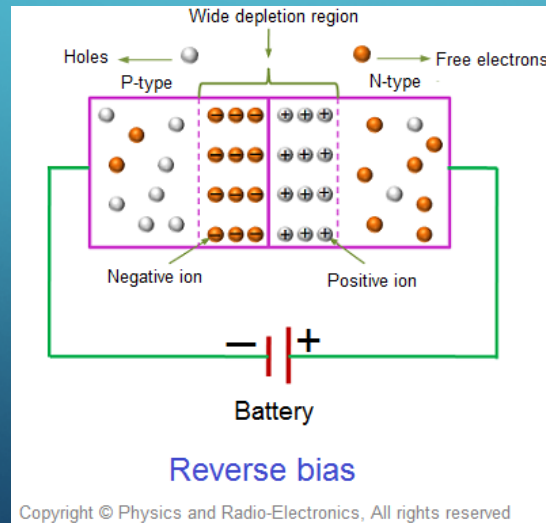 Wide depletion region
Holes
Free electrons
P-type
N-type
Negative ion
Positive ion
− +
Battery
Reverse bias
Copyright © Physics and Radio-Electronics, All rights reserved